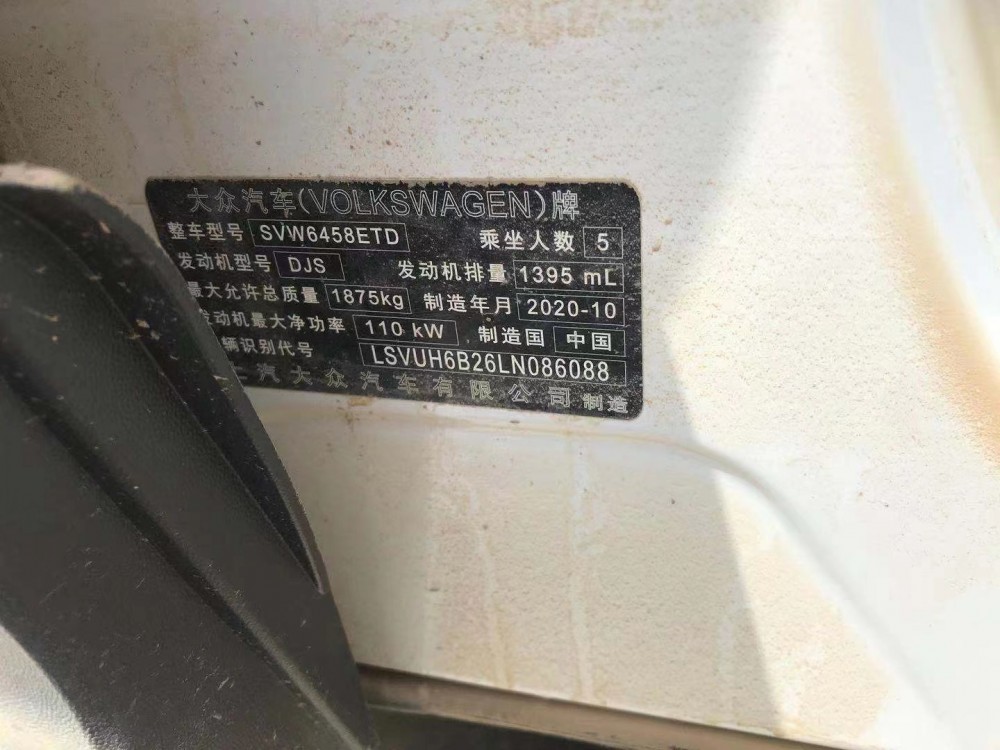 大众汽车(VOLKSWAGEN)牌
整车型号 SVW6458ETD 乘坐人数 5
发动机型号 DJS 发动机排量 1395 mL
最大允许总质量 1875kg 制造年月 2020-10
发动机最大净功率 110 kW 制造国 中国
辆识别代号 LSVUH6B26LN086088
上汽大众汽车有限公司 制造